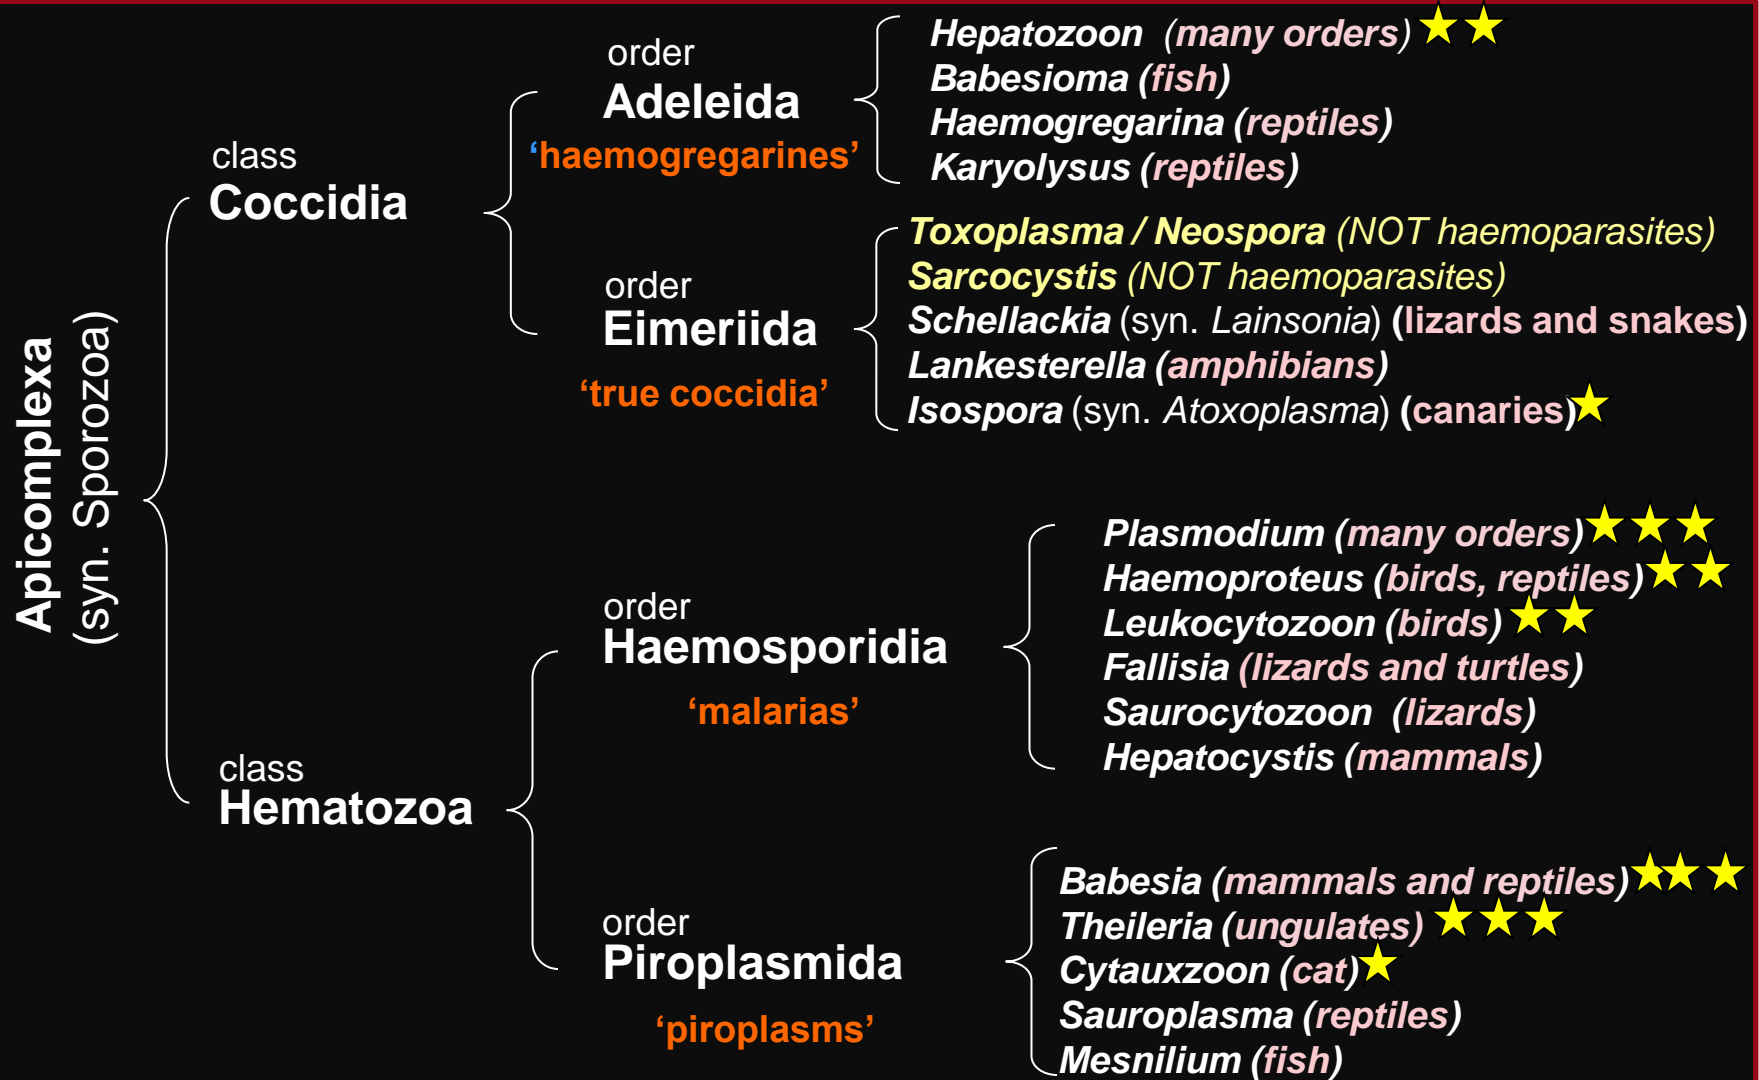 Apicomplexa
(syn. Sporozoa)
class
Coccidia
order
Adeleida
‘haemogregarines’
Hepatozoon (many orders)
Babesioma (fish)
Haemogregarina (reptiles)
Karyolysus (reptiles)
order
Eimeriida
‘true coccidia’
Toxoplasma / Neospora (NOT haemoparasites)
Sarcocystis (NOT haemoparasites)
Schellackia (syn. Lainsonia) (lizards and snakes)
Lankesterella (amphibians)
Isospora (syn. Atoxoplasma) (canaries)
class
Hematozoa
order
Haemosporidia
‘malarias’
Plasmodium (many orders)
Haemoproteus (birds, reptiles)
Leukocytozoon (birds)
Fallisia (lizards and turtles)
Saurocytozoon (lizards)
Hepatocystis (mammals)
order
Piroplasmida
‘piroplasms’
Babesia (mammals and reptiles)
Theileria (ungulates)
Cytauxzoon (cat)
Sauroplasma (reptiles)
Mesnilium (fish)